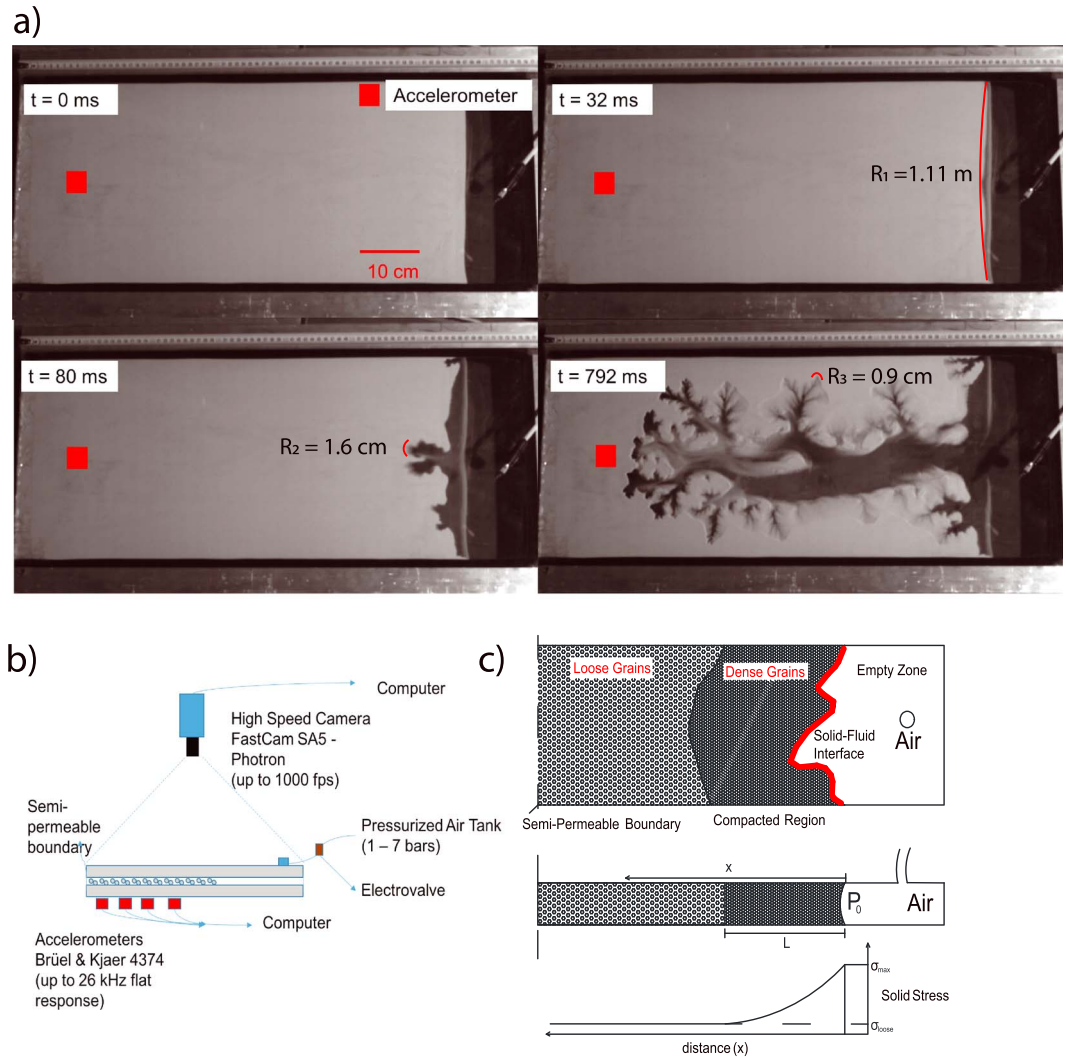 a)
t = 0 ms
Accelerometer
10 cm
t = 32 ms
R₁ =1.11 m
t = 80 ms
R₂ = 1.6 cm
t = 792 ms
R₃ = 0.9 cm
b)
Computer
High Speed Camera
FastCam SA5 -
Photron
(up to 1000 fps)
Semi-
permeable
boundary
Pressurized Air Tank
(1 – 7 bars)
Electrovalve
Computer
Accelerometers
Brüel & Kjaer 4374
(up to 26 kHz flat
response)
c)
Loose Grains
Dense Grains
Empty Zone
Solid-Fluid
Interface
Air
Semi-Permeable Boundary
Compacted Region
x
P₀
Air
L
σmax
Solid Stress
σloose
distance (x)